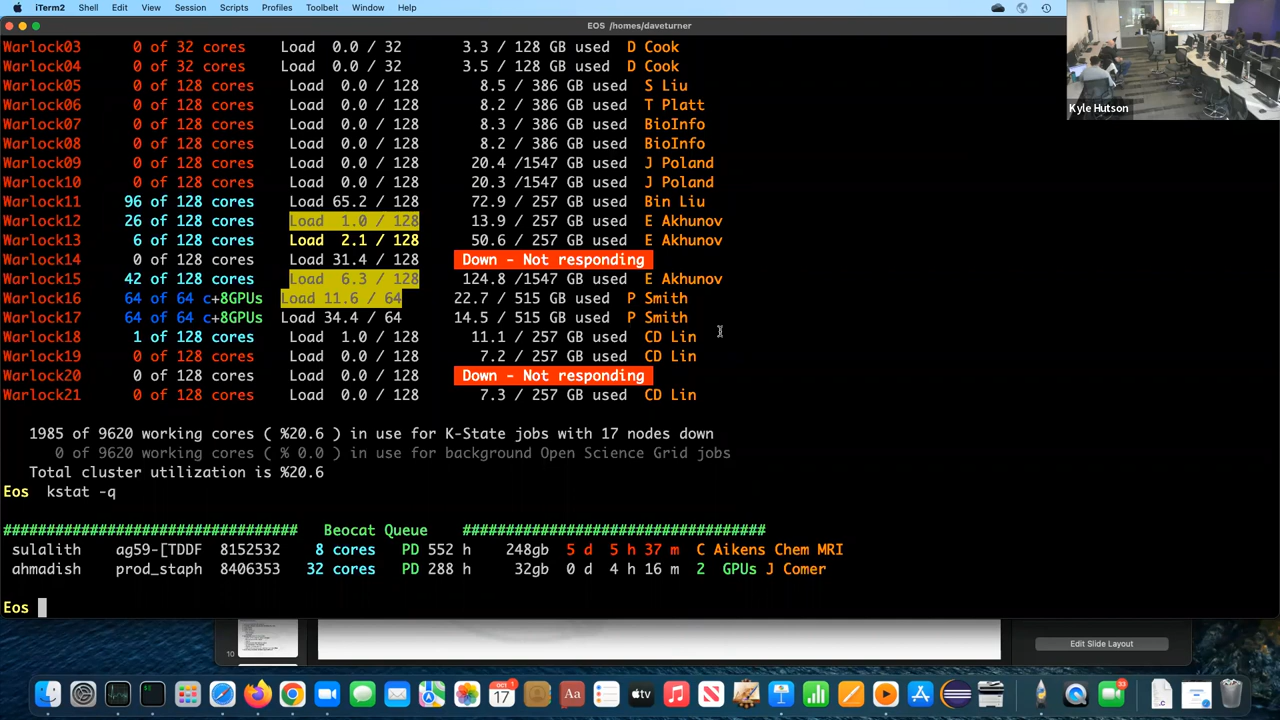 iTerm2 Shell Edit View Session Scripts Profiles Toolbelt Window Help
EOS /homes/daveturner
Kyle Hutson
Warlock03 0 of 32 cores Load 0.0 / 32 3.3 / 128 GB used D Cook
Warlock04 0 of 32 cores Load 0.0 / 32 3.5 / 128 GB used D Cook
Warlock05 0 of 128 cores Load 0.0 / 128 8.5 / 386 GB used S Liu
Warlock06 0 of 128 cores Load 0.0 / 128 8.2 / 386 GB used T Platt
Warlock07 0 of 128 cores Load 0.0 / 128 8.3 / 386 GB used BioInfo
Warlock08 0 of 128 cores Load 0.0 / 128 8.2 / 386 GB used BioInfo
Warlock09 0 of 128 cores Load 0.0 / 128 20.4 /1547 GB used J Poland
Warlock10 0 of 128 cores Load 0.0 / 128 20.3 /1547 GB used J Poland
Warlock11 96 of 128 cores Load 65.2 / 128 72.9 / 257 GB used Bin Liu
Warlock12 26 of 128 cores Load 1.0 / 128 13.9 / 257 GB used E Akhunov
Warlock13 6 of 128 cores Load 2.1 / 128 50.6 / 257 GB used E Akhunov
Warlock14 0 of 128 cores Load 31.4 / 128 Down - Not responding
Warlock15 42 of 128 cores Load 6.3 / 128 124.8 /1547 GB used E Akhunov
Warlock16 64 of 64 c+8GPUs Load 11.6 / 64 22.7 / 515 GB used P Smith
Warlock17 64 of 64 c+8GPUs Load 34.4 / 64 14.5 / 515 GB used P Smith
Warlock18 1 of 128 cores Load 1.0 / 128 11.1 / 257 GB used CD Lin
Warlock19 0 of 128 cores Load 0.0 / 128 7.2 / 257 GB used CD Lin
Warlock20 0 of 128 cores Load 0.0 / 128 Down - Not responding
Warlock21 0 of 128 cores Load 0.0 / 128 7.3 / 257 GB used CD Lin
1985 of 9620 working cores ( %20.6 ) in use for K-State jobs with 17 nodes down
0 of 9620 working cores ( % 0.0 ) in use for background Open Science Grid jobs
Total cluster utilization is %20.6
Eos kstat -q
################################## Beocat Queue ###################################
sulalith ag59-[TDDF 8152532 8 cores PD 552 h 248gb 5 d 5 h 37 m C Aikens Chem MRI
ahmadish prod_staph 8406353 32 cores PD 288 h 32gb 0 d 4 h 16 m 2 GPUs J Comer
Eos
10
Edit Slide Layout
OCT
17
Aa
tv
33